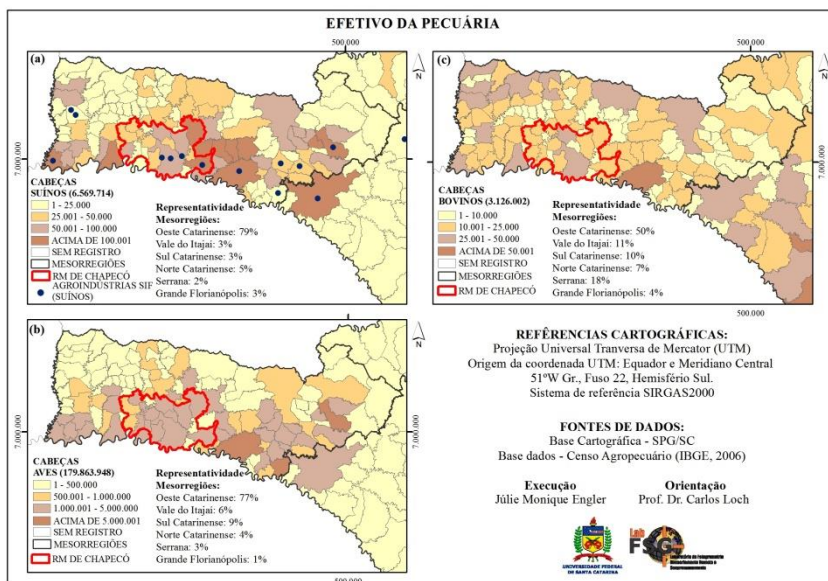 EFETIVO DA PECUÁRIA
500.000
(a)
N
7.000.000
CABEÇAS
SUÍNOS (6.569.714)
1 - 25.000
25.001 - 50.000
50.001 - 100.000
ACIMA DE 100.001
SEM REGISTRO
MESORREGIÕES
RM DE CHAPECÓ
AGROINDÚSTRIAS SIF
(SUÍNOS)
Representatividade
Mesorregiões:
Oeste Catarinense: 79%
Vale do Itajaí: 3%
Sul Catarinense: 3%
Norte Catarinense: 5%
Serrana: 2%
Grande Florianópolis: 3%
500.000
(c)
N
7.000.000
CABEÇAS
BOVINOS (3.126.002)
1 - 10.000
10.001 - 25.000
25.001 - 50.000
ACIMA DE 50.001
SEM REGISTRO
MESORREGIÕES
RM DE CHAPECÓ
Representatividade
Mesorregiões:
Oeste Catarinense: 50%
Vale do Itajaí: 11%
Sul Catarinense: 10%
Norte Catarinense: 7%
Serrana: 18%
Grande Florianópolis: 4%
500.000
(b)
N
7.000.000
CABEÇAS
AVES (179.863.948)
1 - 500.000
500.001 - 1.000.000
1.000.001 - 5.000.000
ACIMA DE 5.000.001
SEM REGISTRO
MESORREGIÕES
RM DE CHAPECÓ
Representatividade
Mesorregiões:
Oeste Catarinense: 77%
Vale do Itajaí: 6%
Sul Catarinense: 9%
Norte Catarinense: 4%
Serrana: 3%
Grande Florianópolis: 1%
500.000
REFÊRENCIAS CARTOGRÁFICAS:
Projeção Universal Tranversa de Mercator (UTM)
Origem da coordenada UTM: Equador e Meridiano Central
51ºW Gr., Fuso 22, Hemisfério Sul.
Sistema de referência SIRGAS2000
FONTES DE DADOS:
Base Cartográfica - SPG/SC
Base dados - Censo Agropecuário (IBGE, 2006)
Execução
Júlie Monique Engler
Orientação
Prof. Dr. Carlos Loch
UNIVERSIDADE FEDERAL
DE SANTA CATARINA
Lab